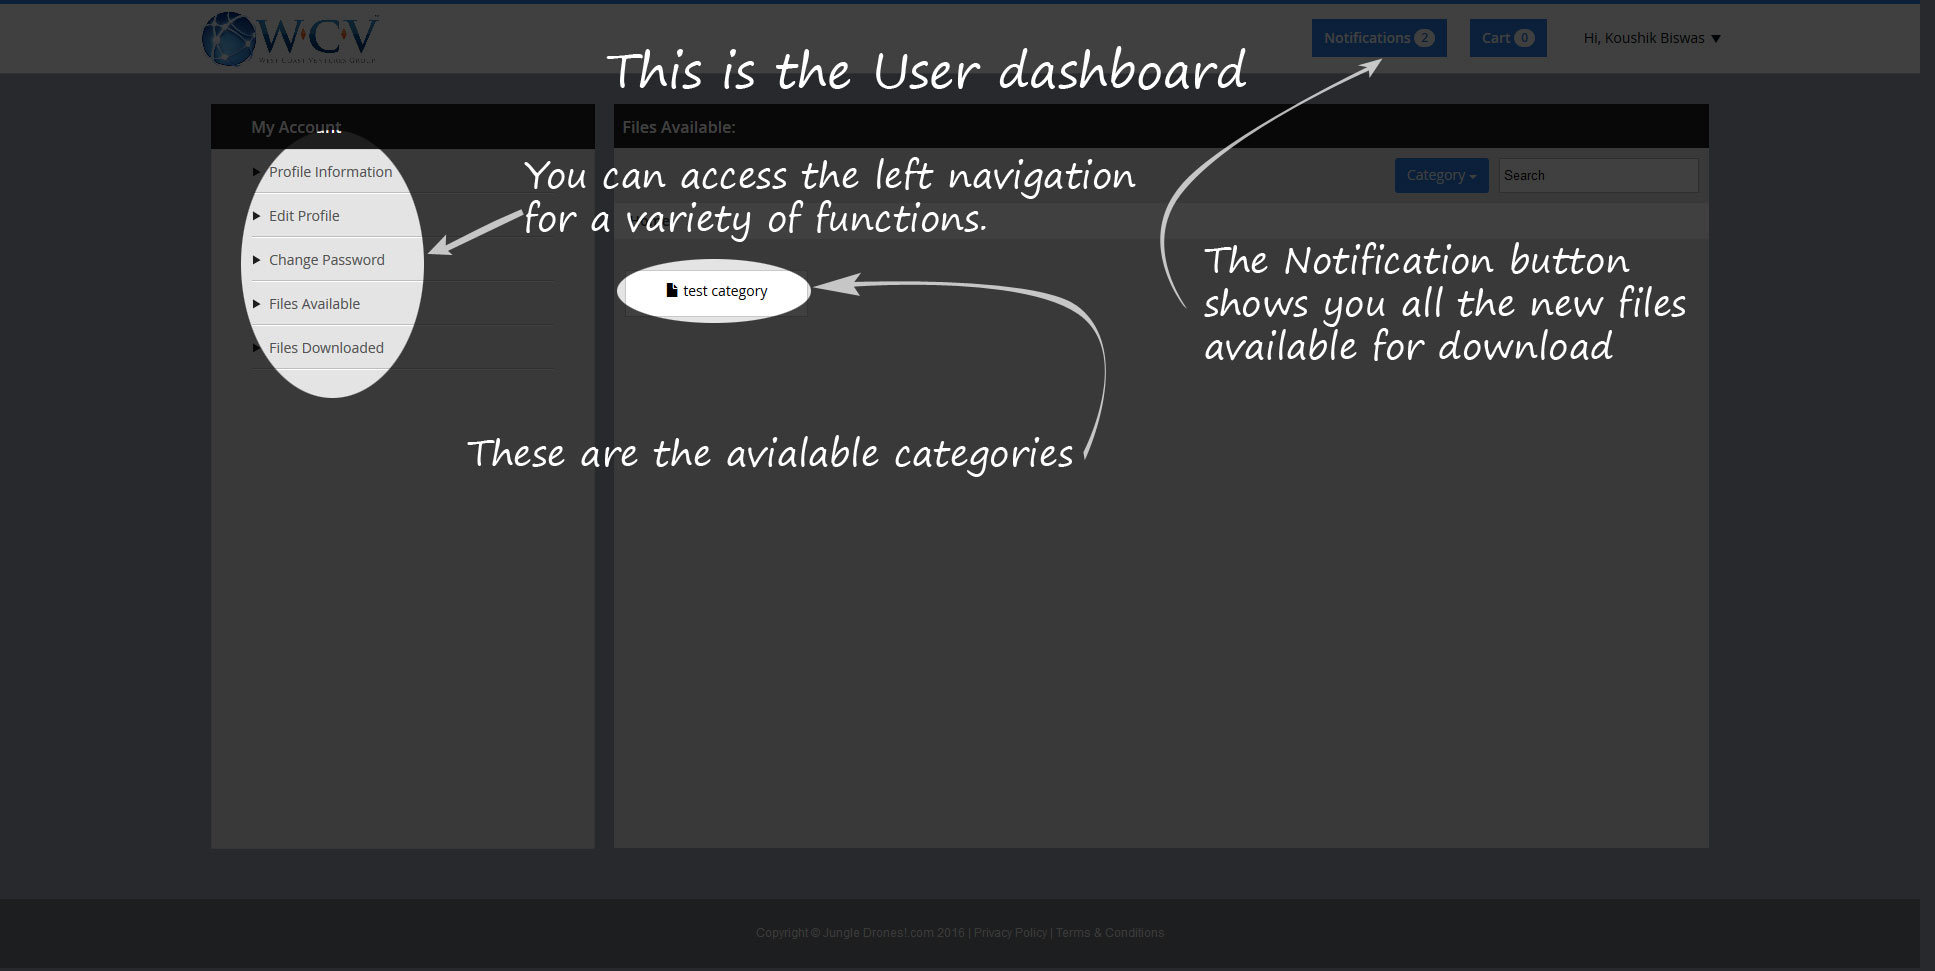 W·C·V
WEST COAST VENTURES GROUP
Notifications 2
Cart 0
Hi, Koushik Biswas
This is the User dashboard
My Account
Profile Information
Edit Profile
Change Password
Files Available
Files Downloaded
Files Available:
Category
Search
You can access the left navigation
for a variety of functions.
test category
The Notification button
shows you all the new files
available for download
These are the avialable categories
Copyright © Jungle Drones!.com 2016 | Privacy Policy | Terms & Conditions